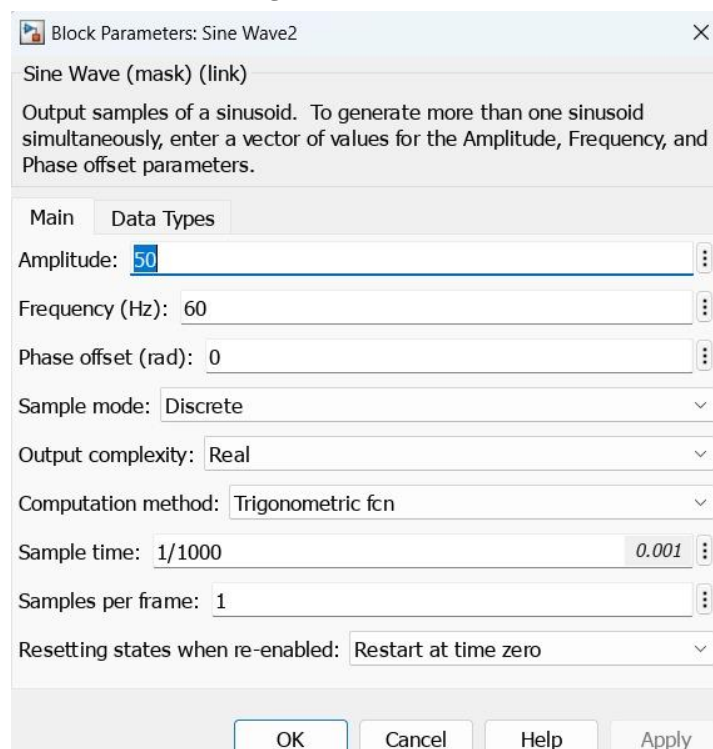 Block Parameters: Sine Wave2
Sine Wave (mask) (link)
Output samples of a sinusoid. To generate more than one sinusoid
simultaneously, enter a vector of values for the Amplitude, Frequency, and
Phase offset parameters.
Main Data Types
Amplitude: 50
Frequency (Hz): 60
Phase offset (rad): 0
Sample mode: Discrete
Output complexity: Real
Computation method: Trigonometric fcn
Sample time: 1/1000 0.001
Samples per frame: 1
Resetting states when re-enabled: Restart at time zero
OK Cancel Help Apply